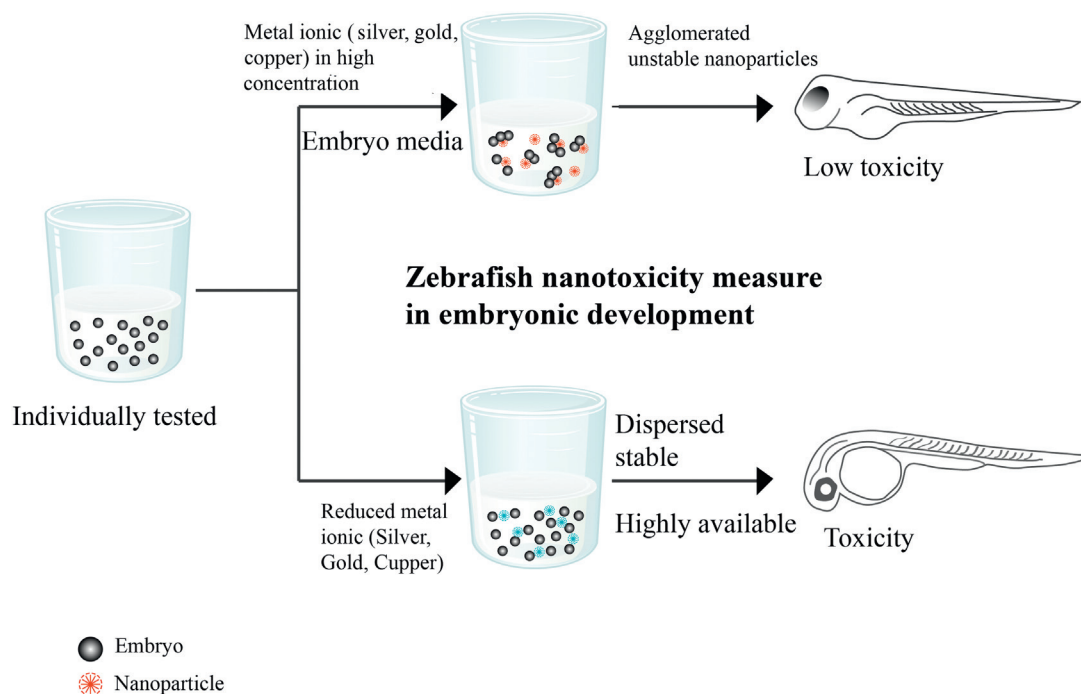 Metal ionic ( silver, gold,
copper) in high
concentration
Embryo media
Agglomerated
unstable nanoparticles
Low toxicity
Individually tested
Zebrafish nanotoxicity measure
in embryonic development
Reduced metal
ionic (Silver,
Gold, Cupper)
Dispersed
stable
Highly available
Toxicity
Embryo
Nanoparticle